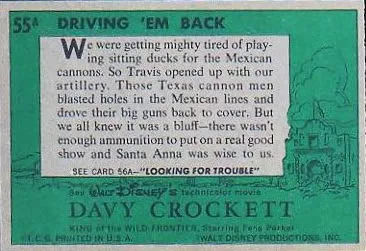 55A DRIVING 'EM BACK
We were getting mighty tired of play-
ing sitting ducks for the Mexican
cannons. So Travis opened up with our
artillery. Those Texas cannon men
blasted holes in the Mexican lines and
drove their big guns back to cover. But
we all knew it was a bluff—there wasn't
enough ammunition to put on a real good
show and Santa Anna was wise to us.
SEE CARD 56A—"LOOKING FOR TROUBLE"
See WALT DISNEY'S technicolor movie
DAVY CROCKETT
KING of the WILD FRONTIER, Starring Fess Parker
T.C.G. PRINTED IN U.S.A. ©WALT DISNEY PRODUCTIONS, INC.